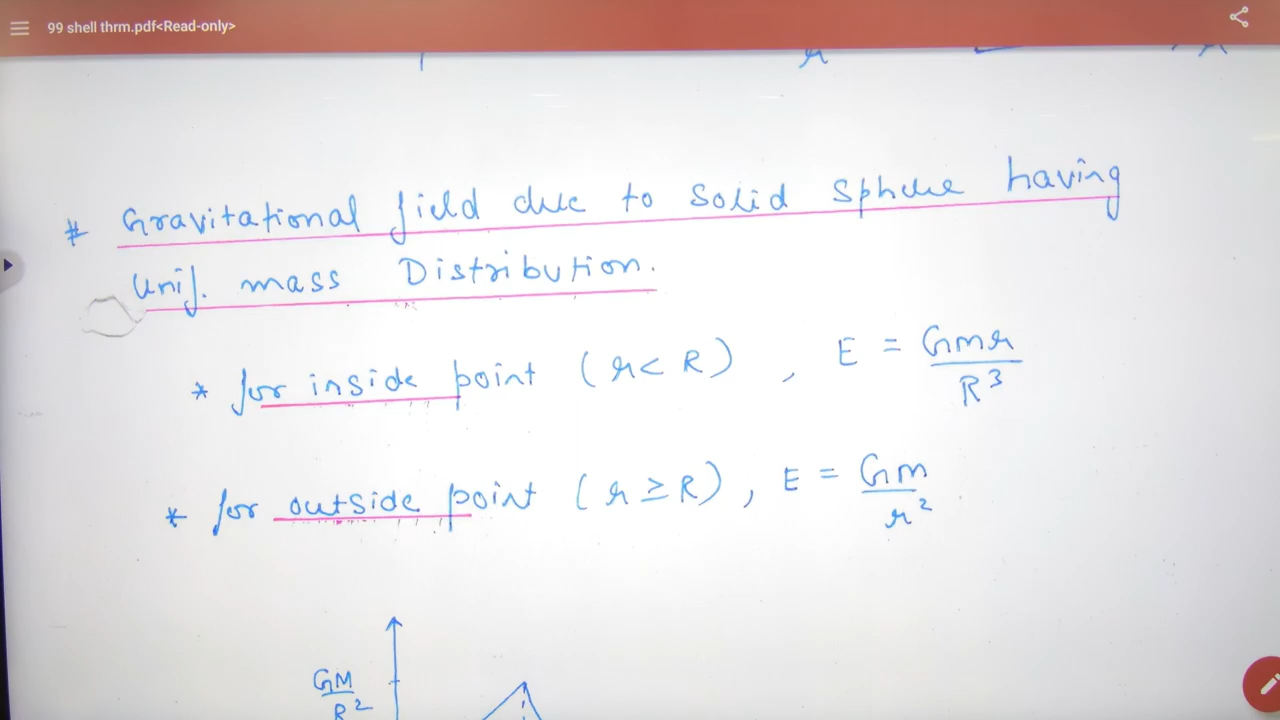 99 shell thrm.pdf<Read-only>
* Gravitational field due to solid sphere having
Unif. mass Distribution.
* for inside point (r < R) , E = Gmr / R³
* for outside point (r ≥ R), E = Gm / r²
GM / R²